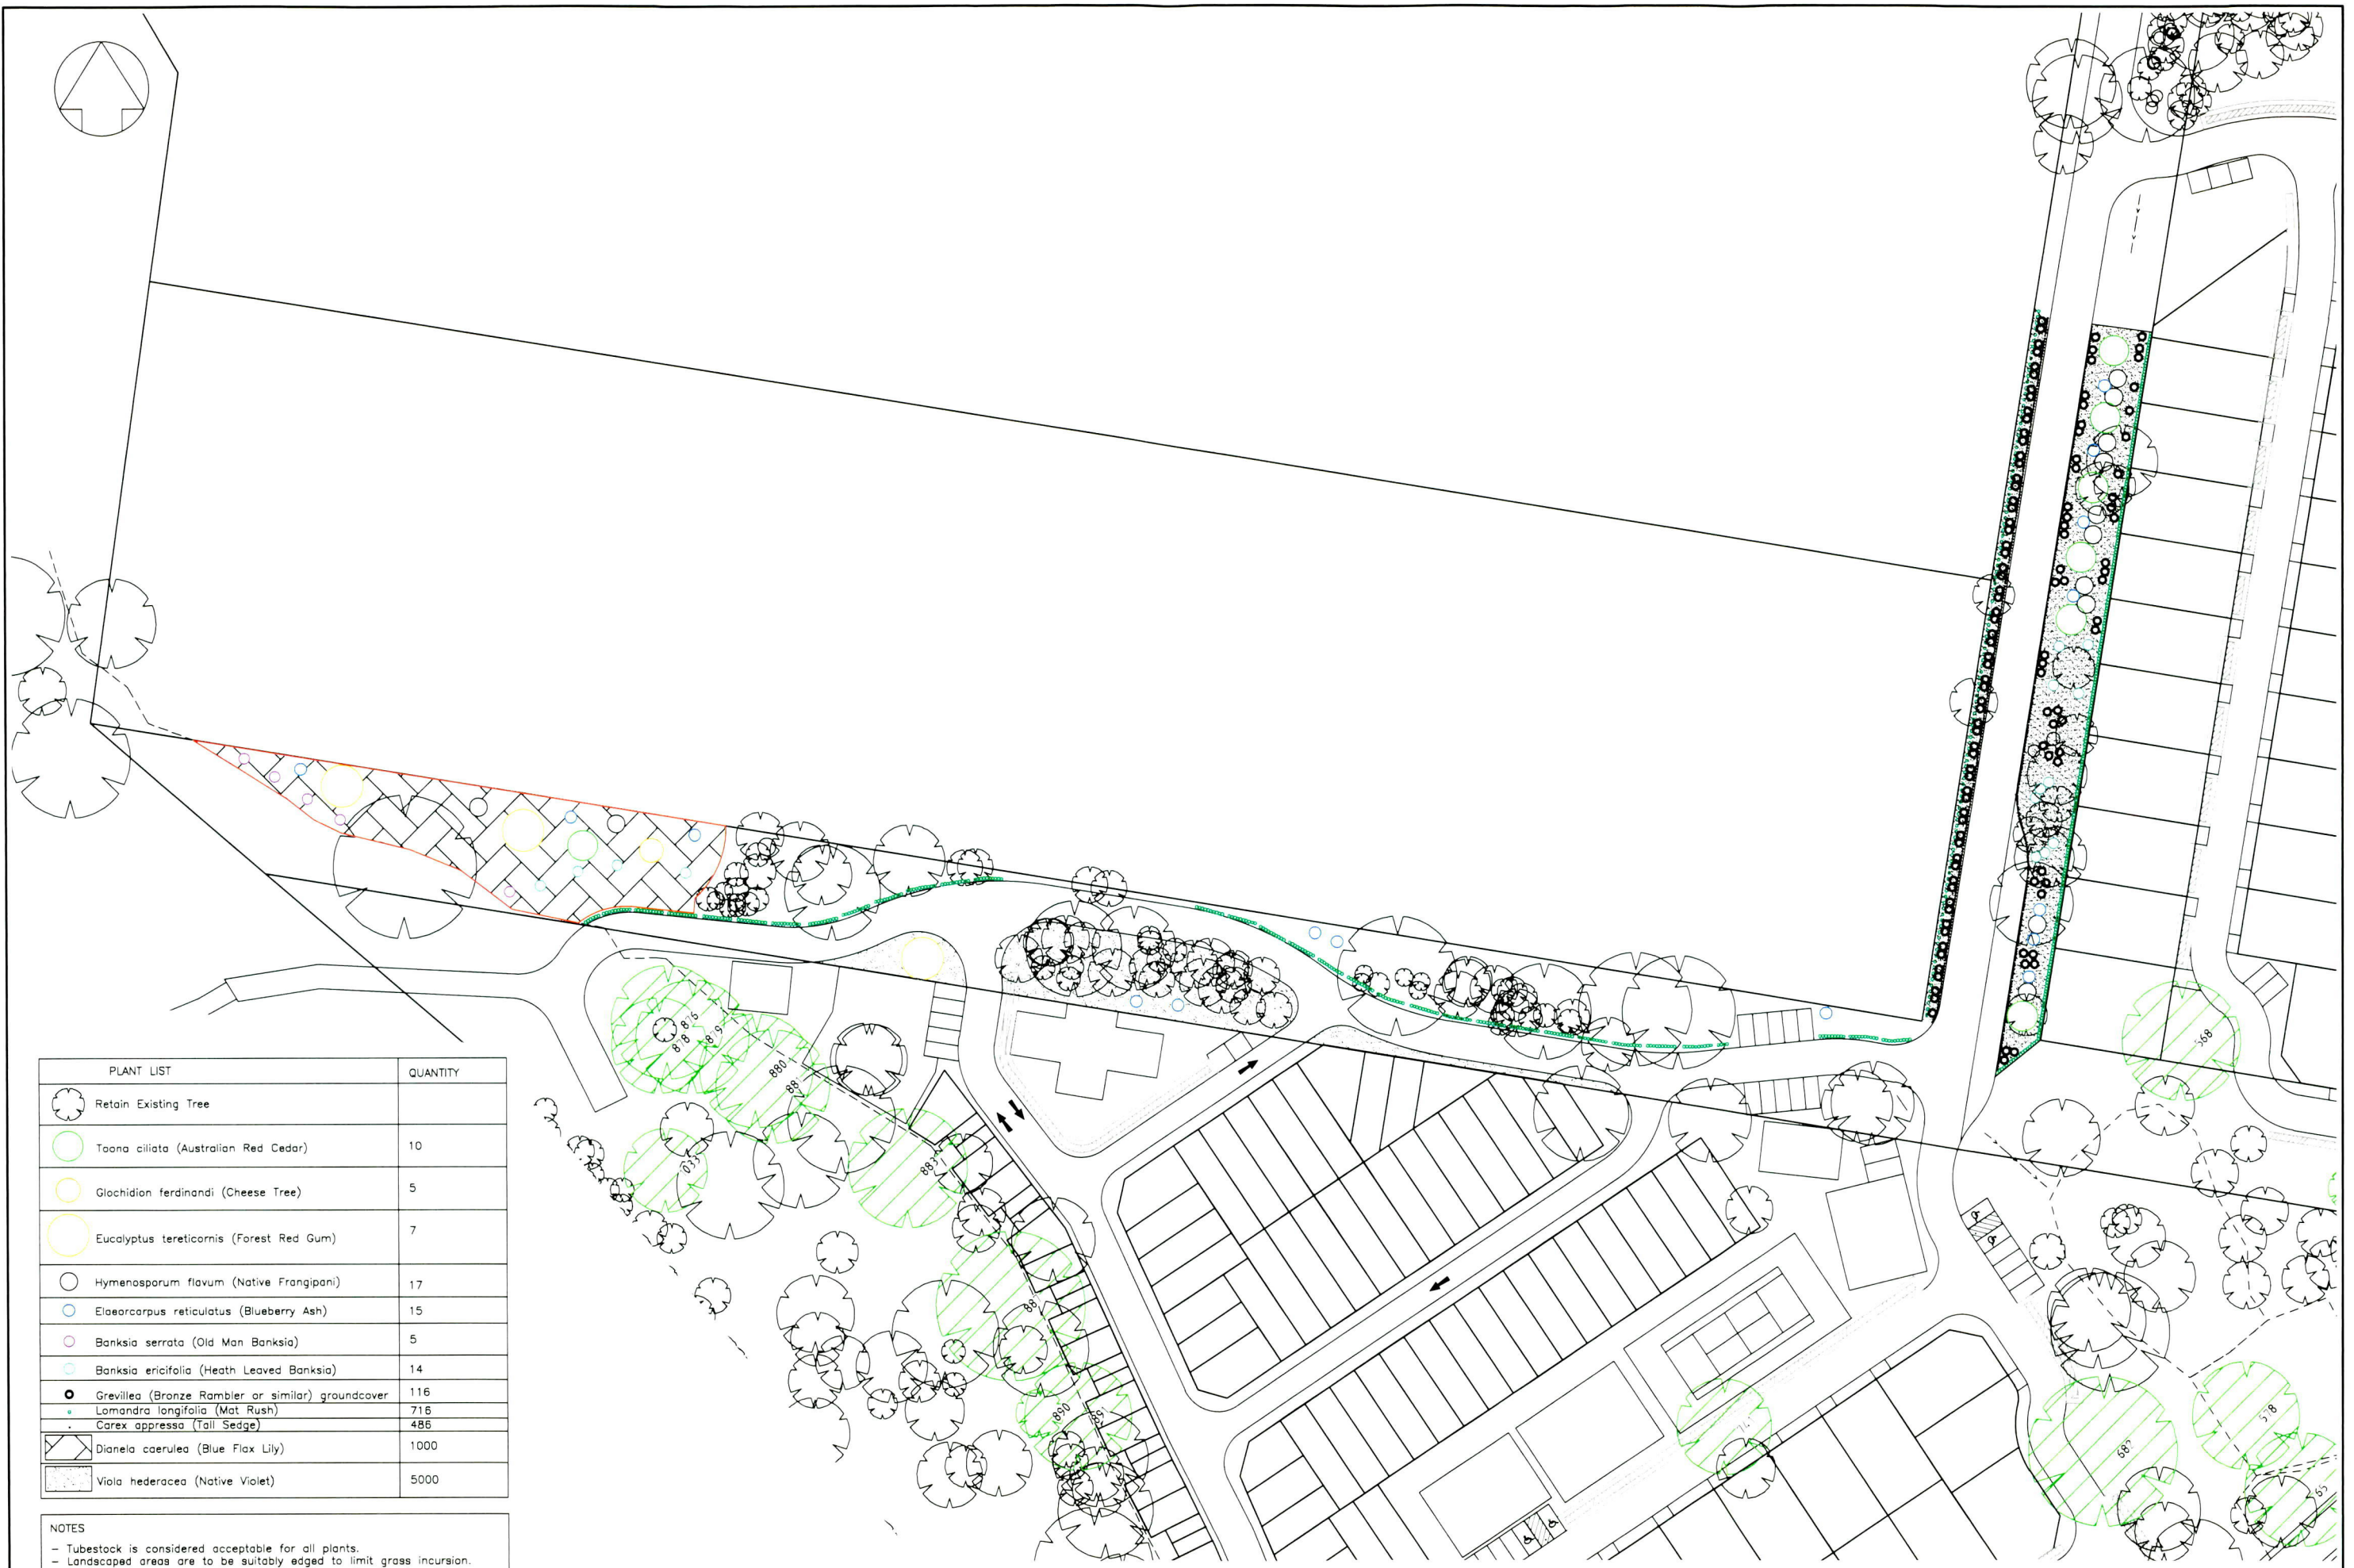 PLANT LIST QUANTITY
Retain Existing Tree
Toona ciliata (Australian Red Cedar) 10
Glochidion ferdinandi (Cheese Tree) 5
Eucalyptus tereticornis (Forest Red Gum) 7
Hymenosporum flavum (Native Frangipani) 17
Elaeorcarpus reticulatus (Blueberry Ash) 15
Banksia serrata (Old Man Banksia) 5
Banksia ericifolia (Heath Leaved Banksia) 14
Grevillea (Bronze Rambler or similar) groundcover 116
Lomandra longifolia (Mat Rush) 716
Carex appressa (Tall Sedge) 486
Dianela caerulea (Blue Flax Lily) 1000
Viola hederacea (Native Violet) 5000
NOTES
– Tubestock is considered acceptable for all plants.
– Landscaped areas are to be suitably edged to limit grass incursion.
876
878
879
880
883
890
568
578